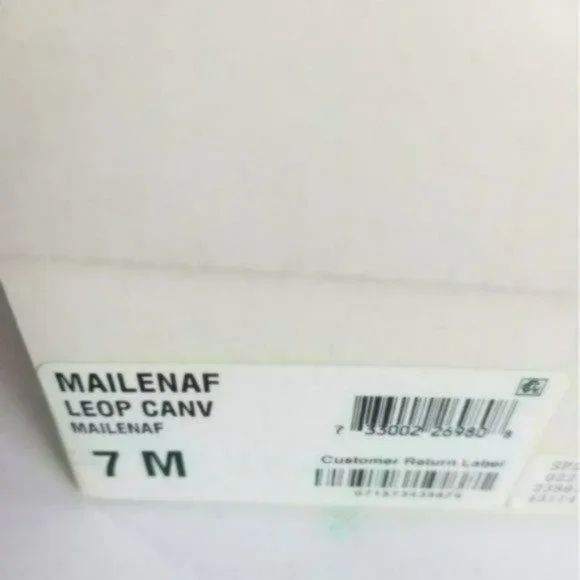 MAILENAF
LEOP CANV
MAILENAF
7 M
7 33002 26980 8
Customer Return Label